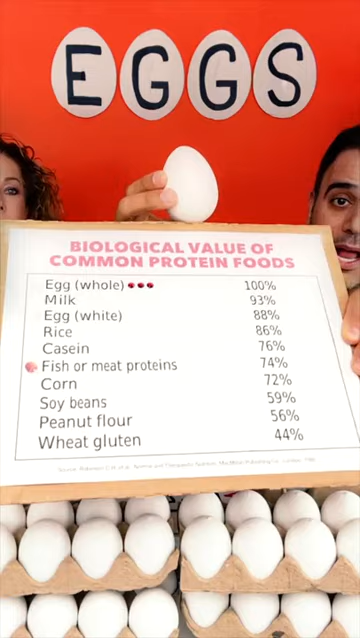 EGGS
BIOLOGICAL VALUE OF
COMMON PROTEIN FOODS
Egg (whole) 100%
Milk 93%
Egg (white) 88%
Rice 86%
Casein 76%
Fish or meat proteins 74%
Corn 72%
Soy beans 59%
Peanut flour 56%
Wheat gluten 44%